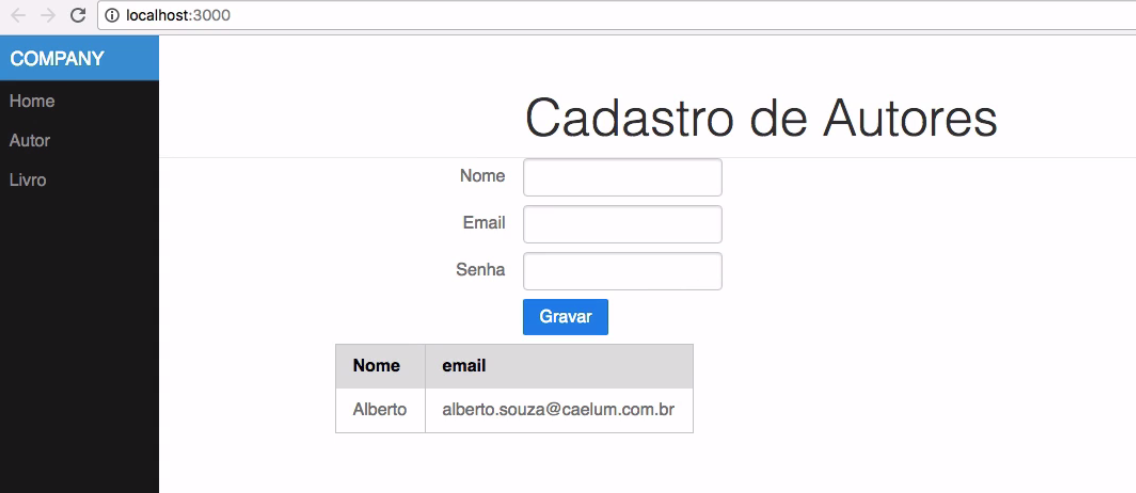 localhost:3000
COMPANY
Home
Autor
Livro
Cadastro de Autores
Nome
Email
Senha
Gravar
Nome email
Alberto alberto.souza@caelum.com.br